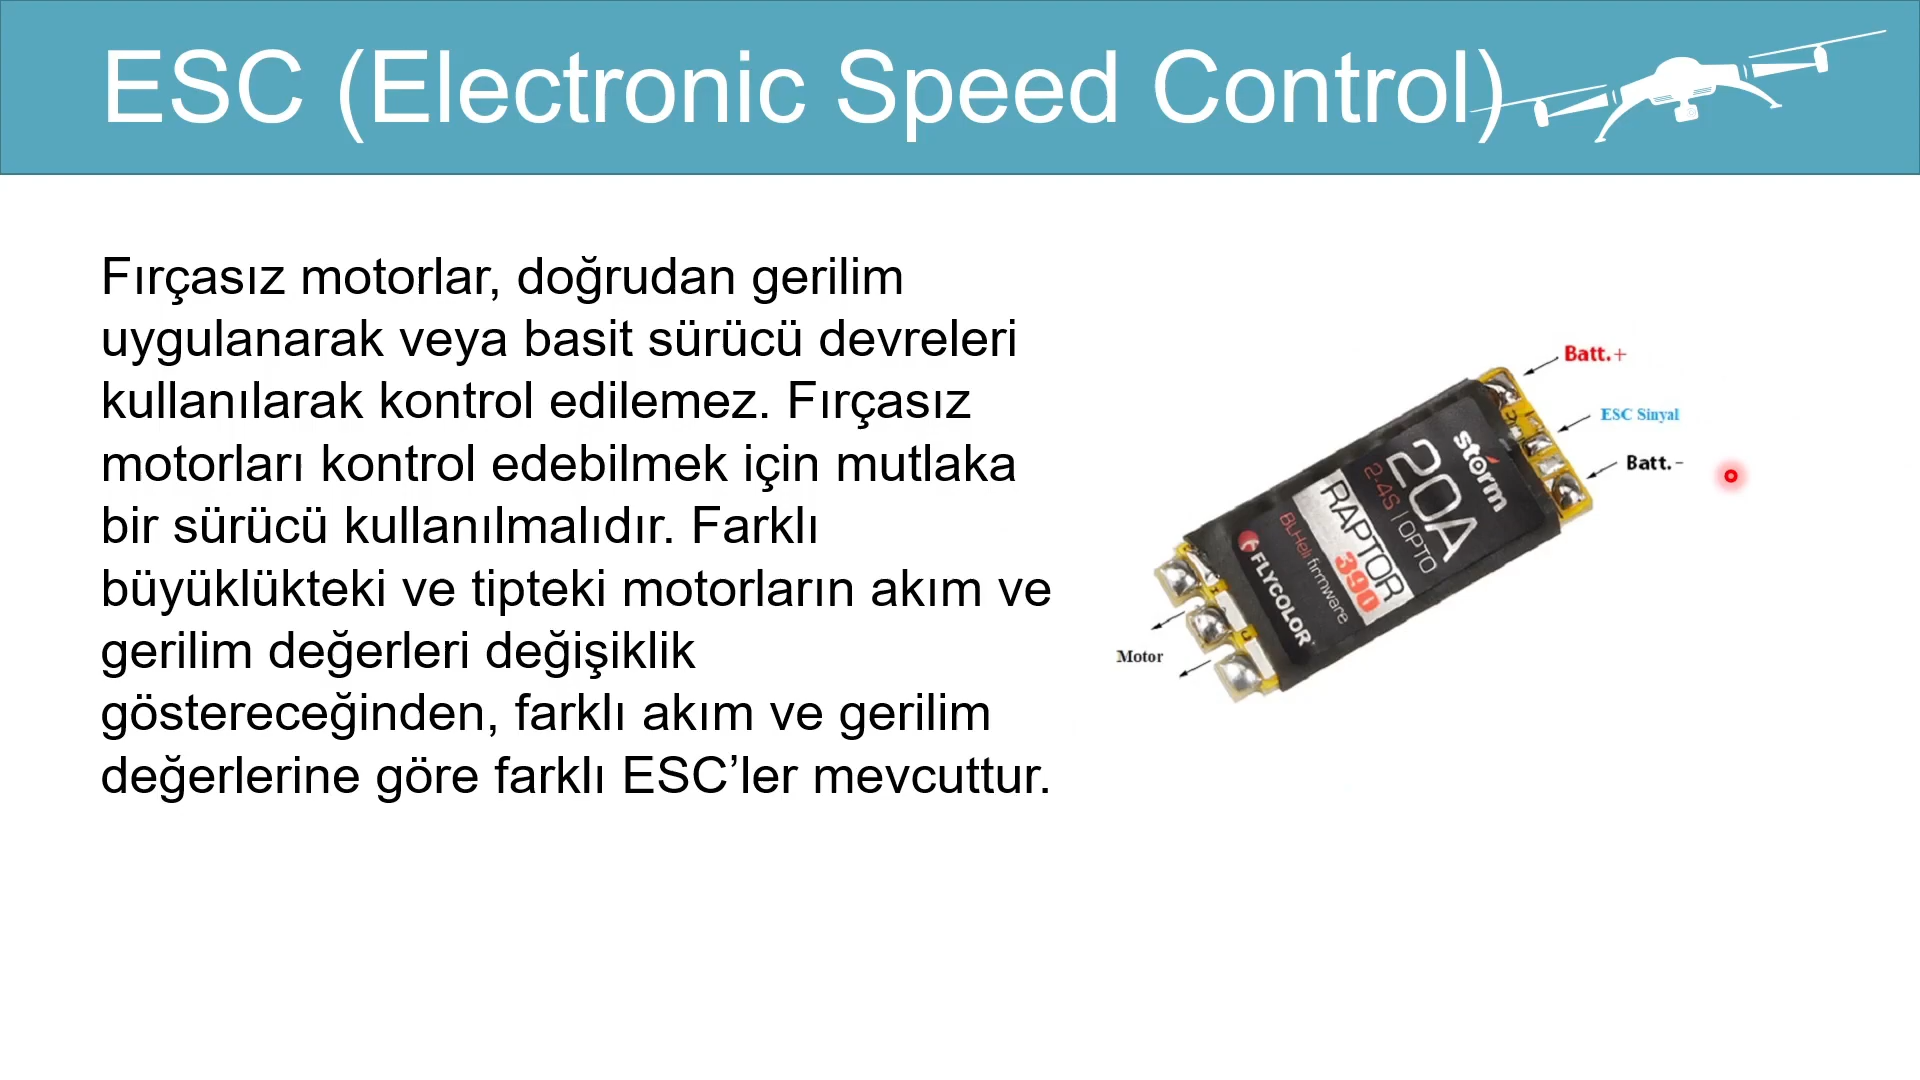 ESC (Electronic Speed Control)
Fırçasız motorlar, doğrudan gerilim
uygulanarak veya basit sürücü devreleri
kullanılarak kontrol edilemez. Fırçasız
motorları kontrol edebilmek için mutlaka
bir sürücü kullanılmalıdır. Farklı
büyüklükteki ve tipteki motorların akım ve
gerilim değerleri değişiklik
göstereceğinden, farklı akım ve gerilim
değerlerine göre farklı ESC’ler mevcuttur.
Batt.+
ESC Sinyal
Batt.-
Motor
storm
20A
2-4S | OPTO
RAPTOR
390
BLHeli firmware
FLYCOLOR